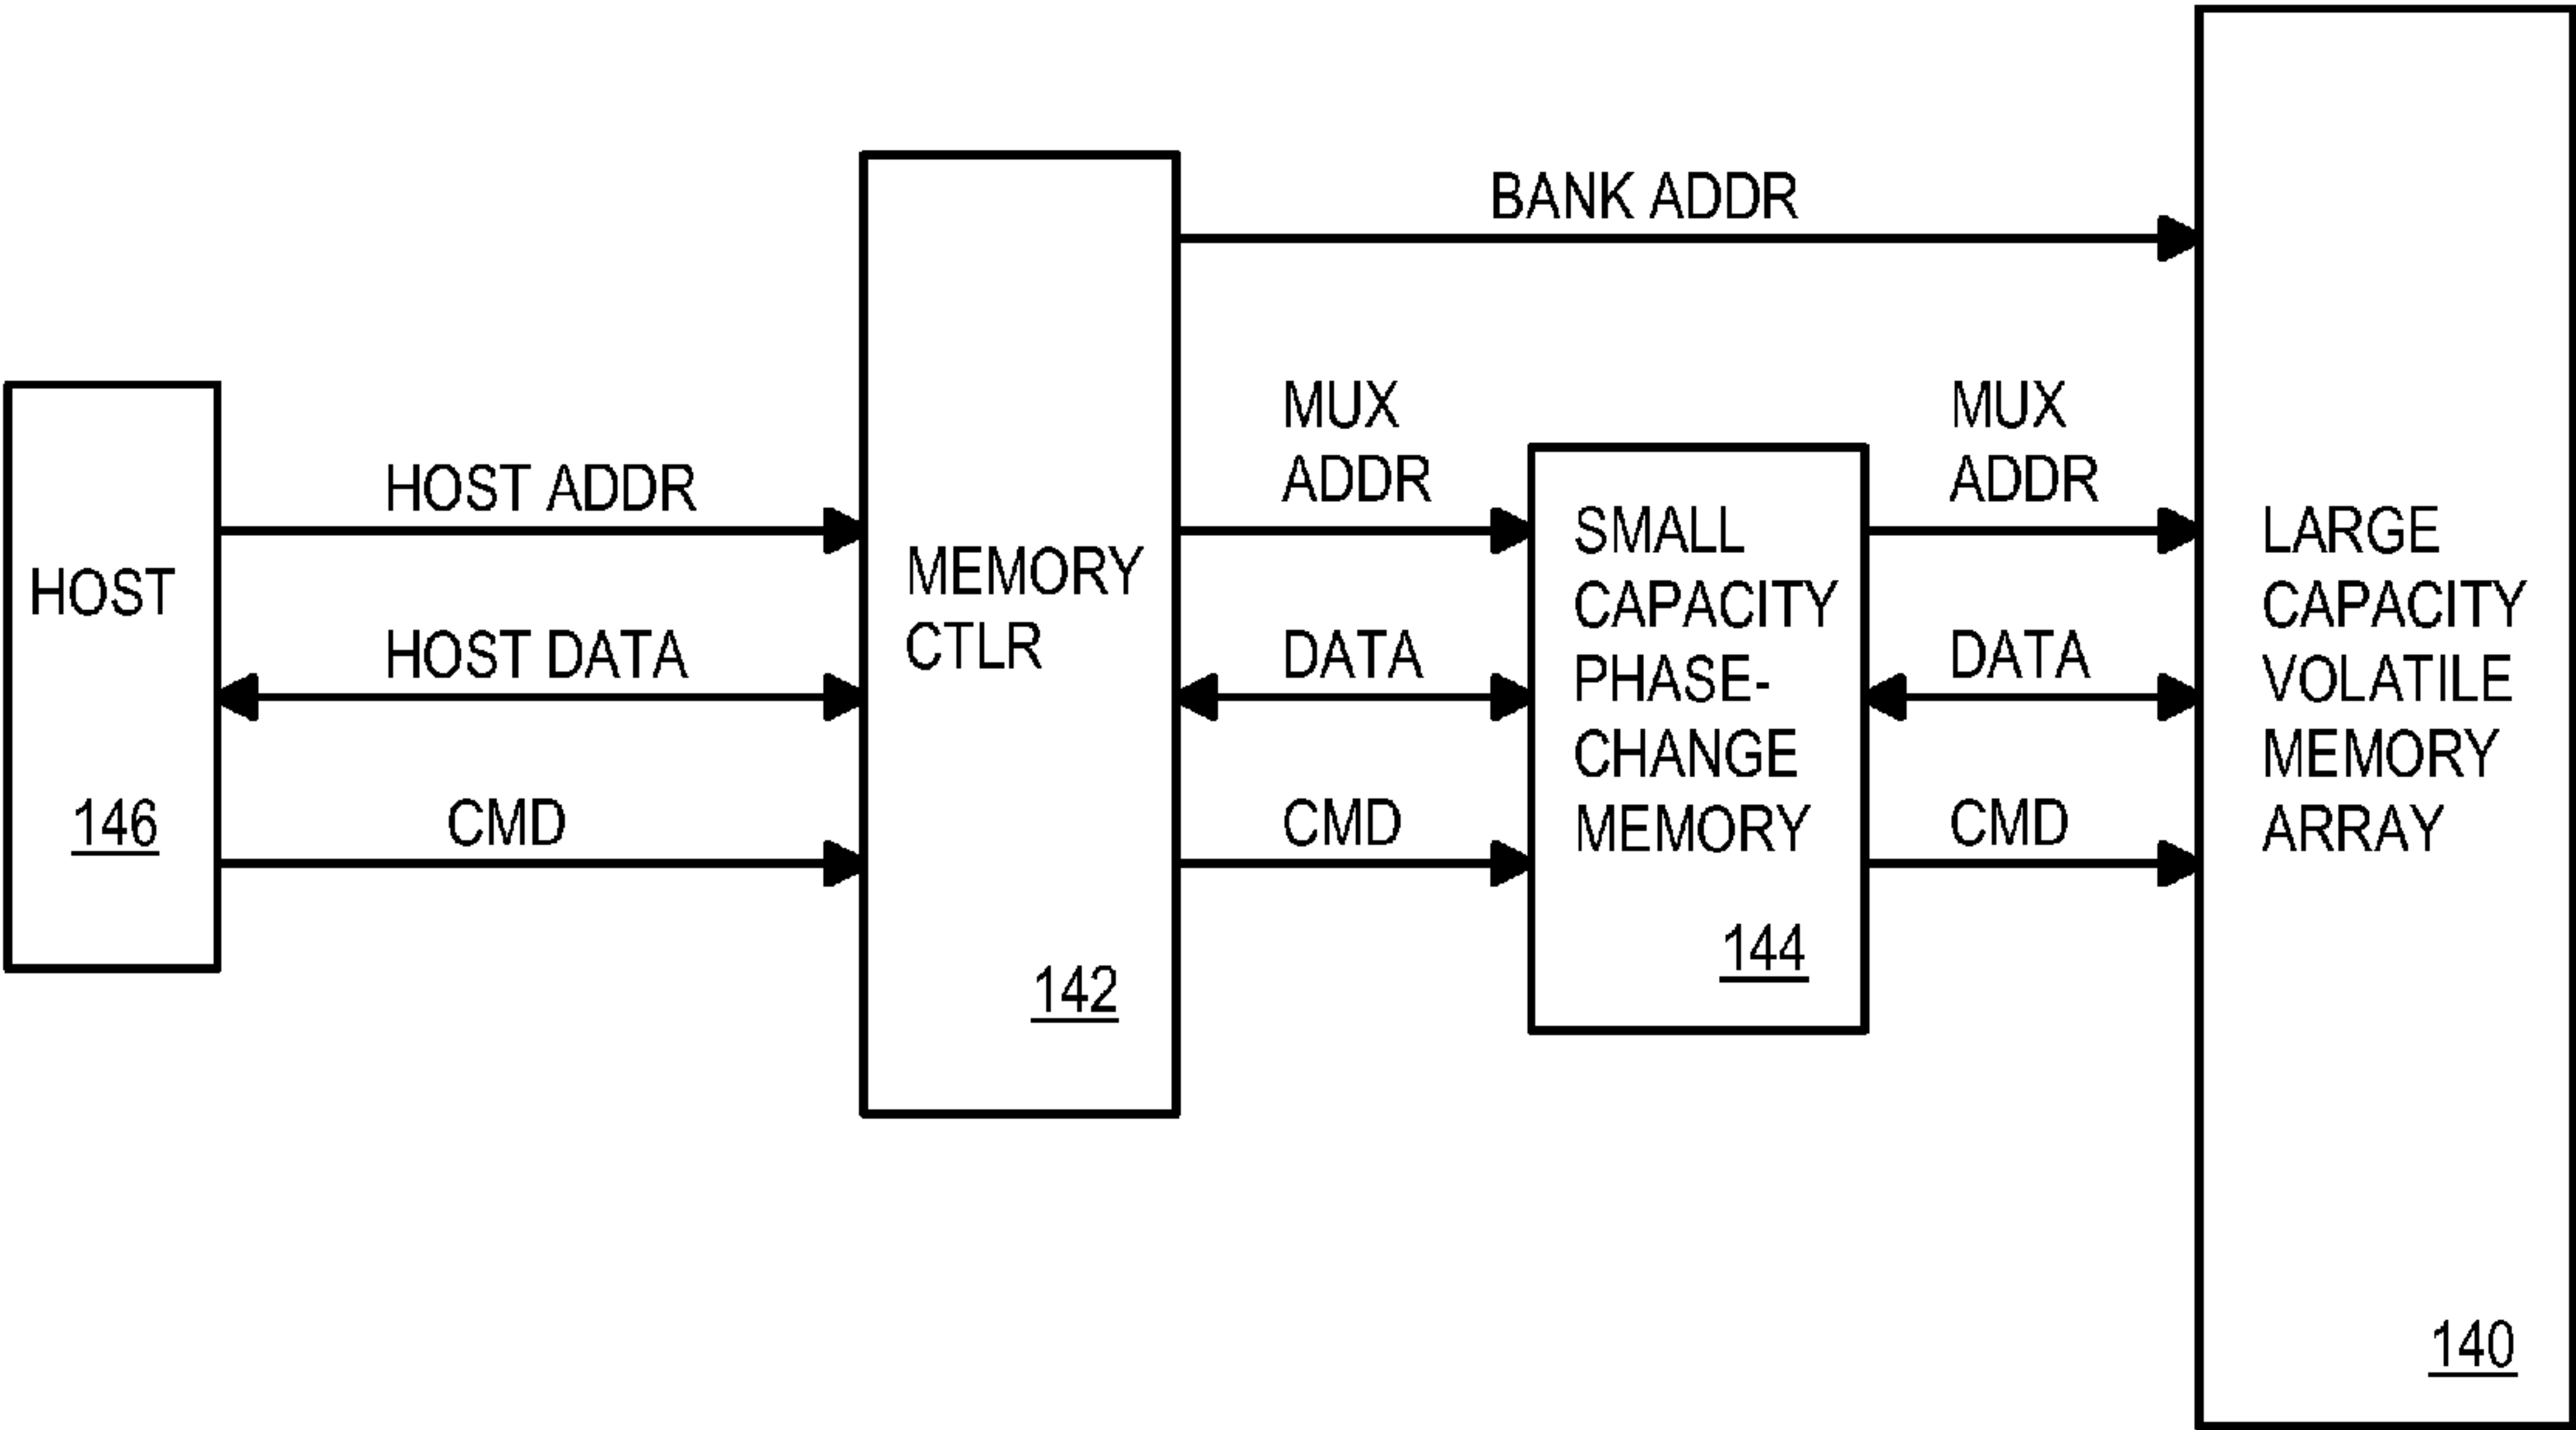 BANK ADDR
HOST
146
HOST ADDR
HOST DATA
CMD
MEMORY
CTLR
142
MUX
ADDR
DATA
CMD
SMALL
CAPACITY
PHASE-
CHANGE
MEMORY
144
MUX
ADDR
DATA
CMD
LARGE
CAPACITY
VOLATILE
MEMORY
ARRAY
140